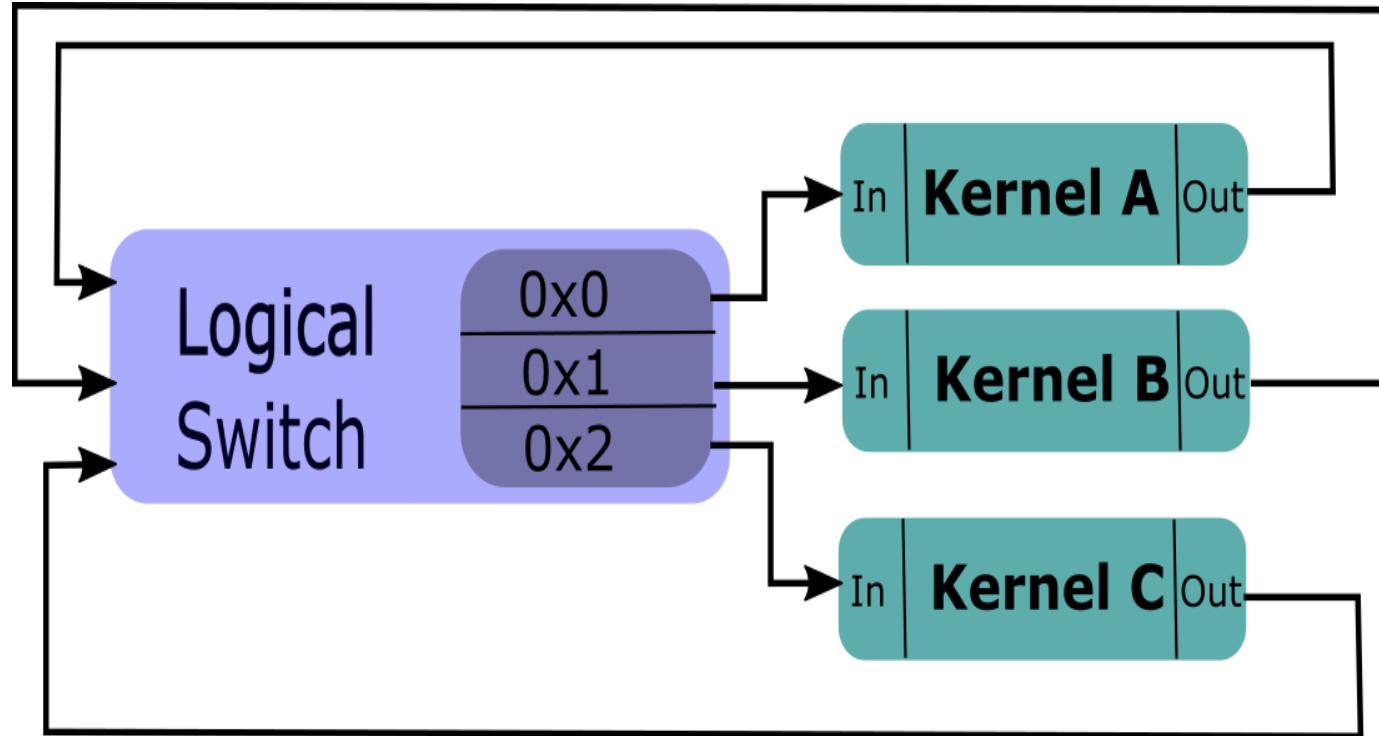 Logical
Switch
0x0
0x1
0x2
In Kernel A Out
In Kernel B Out
In Kernel C Out